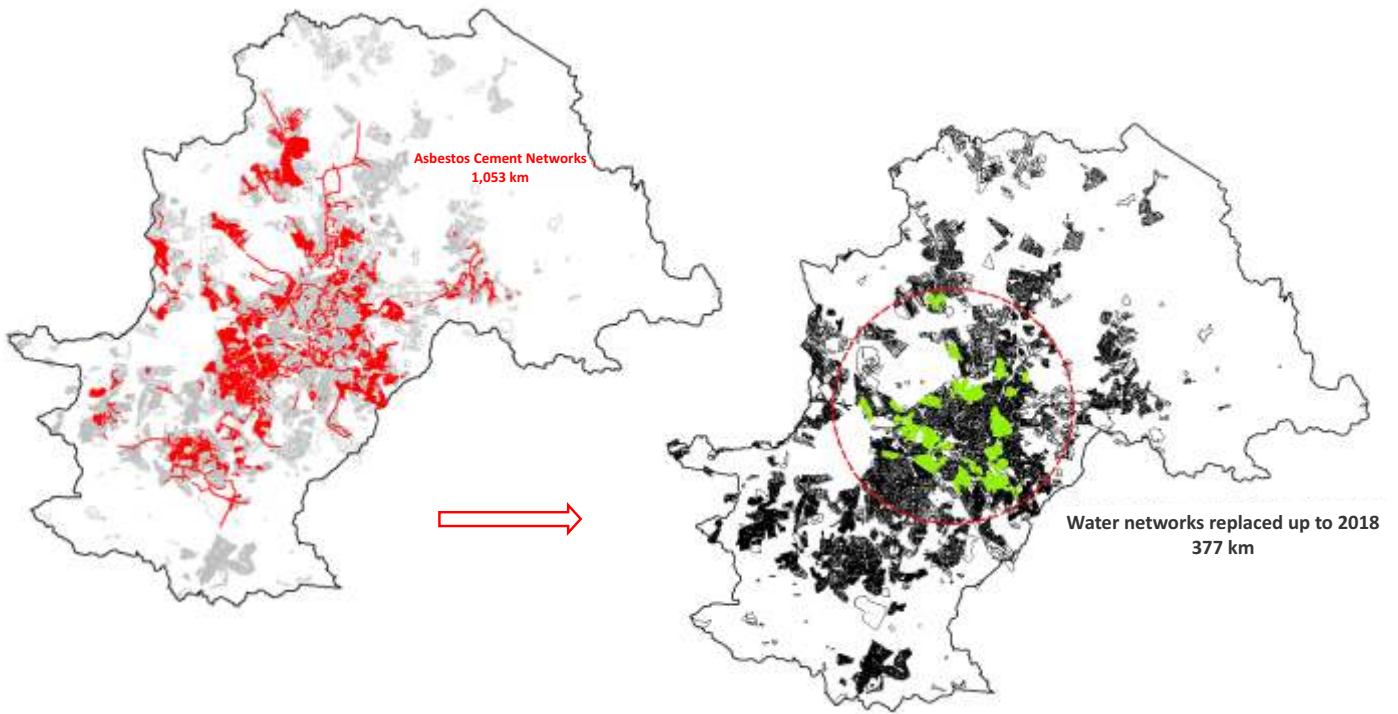 Asbestos Cement Networks
1,053 km
Water networks replaced up to 2018
377 km